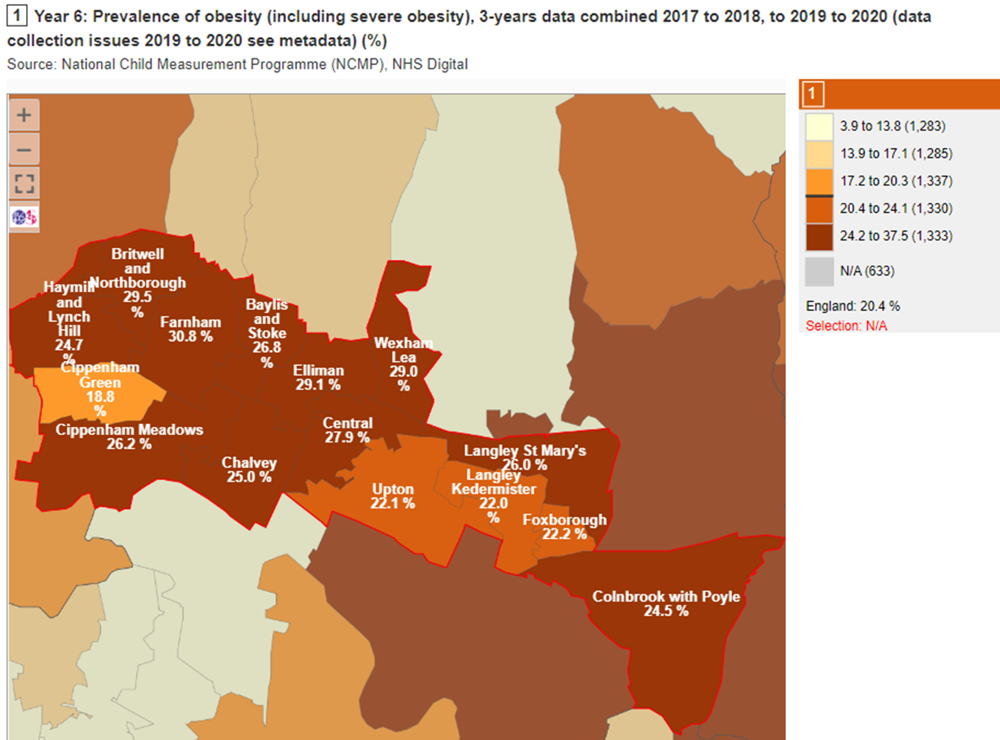 1 Year 6: Prevalence of obesity (including severe obesity), 3-years data combined 2017 to 2018, to 2019 to 2020 (data
collection issues 2019 to 2020 see metadata) (%)
Source: National Child Measurement Programme (NCMP), NHS Digital
1
3.9 to 13.8 (1,283)
13.9 to 17.1 (1,285)
17.2 to 20.3 (1,337)
20.4 to 24.1 (1,330)
24.2 to 37.5 (1,333)
N/A (633)
England: 20.4 %
Selection: N/A
+
−
Britwell
and
Northborough
29.5
%
Haymill
and
Lynch
Hill
24.7
%
Farnham
30.8 %
Baylis
and
Stoke
26.8
%
Elliman
29.1 %
Wexham
Lea
29.0
%
Cippenham
Green
18.8
%
Cippenham Meadows
26.2 %
Central
27.9 %
Chalvey
25.0 %
Upton
22.1 %
Langley St Mary's
26.0 %
Langley
Kedermister
22.0
%
Foxborough
22.2 %
Colnbrook with Poyle
24.5 %